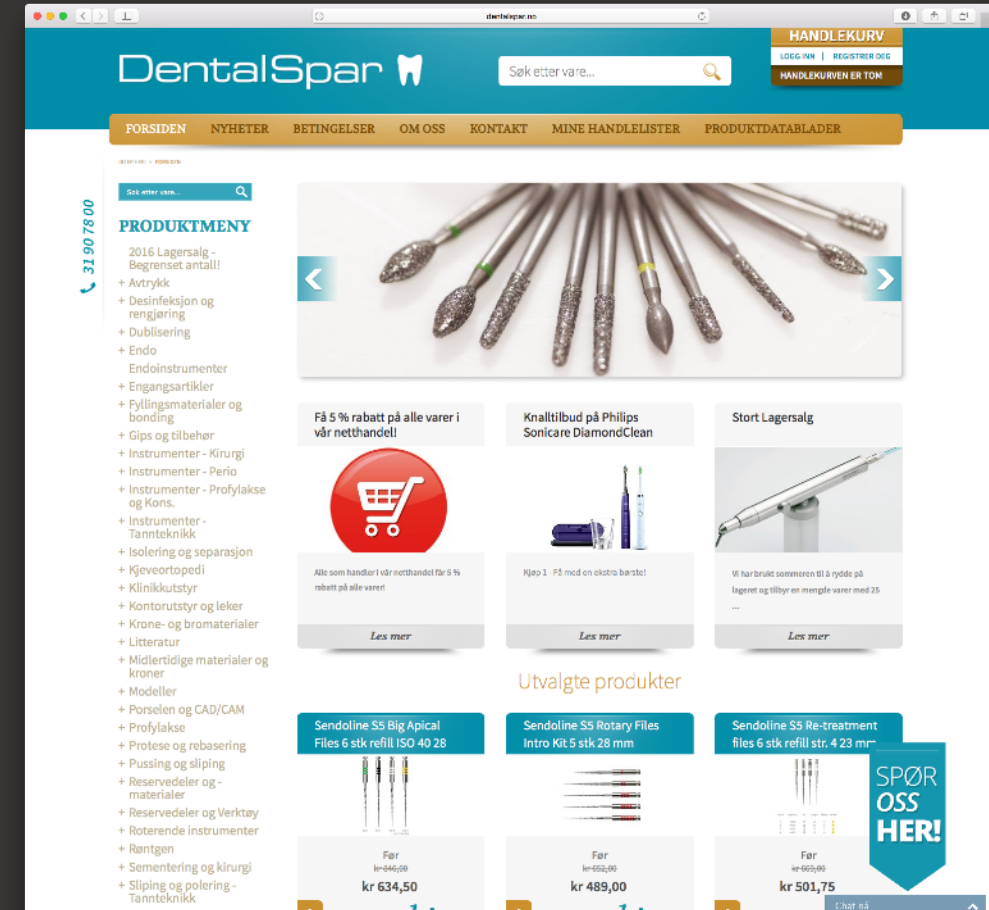 dentalspar.no
DentalSpar
Søk etter vare...
HANDLEKURV
LOGG INN | REGISTRER DEG
HANDLEKURVEN ER TOM
FORSIDEN
NYHETER
BETINGELSER
OM OSS
KONTAKT
MINE HANDLELISTER
PRODUKTDATABLADER
> FORSIDEN
31 90 78 00
Søk etter vare...
PRODUKTMENY
2016 Lagersalg -
Begrenset antall!
+ Avtrykk
+ Desinfeksjon og
rengjøring
+ Dublisering
+ Endo
Endoinstrumenter
+ Engangsartikler
+ Fyllingsmaterialer og
bonding
+ Gips og tilbehør
+ Instrumenter - Kirurgi
+ Instrumenter - Perio
+ Instrumenter - Profylakse
og Kons.
+ Instrumenter -
Tannteknikk
+ Isolering og separasjon
+ Kjeveortopedi
+ Klinikkutstyr
+ Kontorutstyr og leker
+ Krone- og bromaterialer
+ Litteratur
+ Midlertidige materialer og
kroner
+ Modeller
+ Porselen og CAD/CAM
+ Profylakse
+ Protese og rebasering
+ Pussing og sliping
+ Reservedeler og -
materialer
+ Reservedeler og Verktøy
+ Roterende instrumenter
+ Røntgen
+ Sementering og kirurgi
+ Sliping og polering -
Tannteknikk
Få 5 % rabatt på alle varer i
vår netthandel!
Alle som handler i vår netthandel får 5 %
rabatt på alle varer!
Les mer
Knalltilbud på Philips
Sonicare DiamondClean
Kjøp 1 - Få med en ekstra børste!
Les mer
Stort Lagersalg
Vi har brukt sommeren til å rydde på
lageret og tilbyr en mengde varer med 25
...
Les mer
Utvalgte produkter
Sendoline S5 Big Apical
Files 6 stk refill ISO 40 28
Før
kr 846,00
kr 634,50
Sendoline S5 Rotary Files
Intro Kit 5 stk 28 mm
Før
kr 652,00
kr 489,00
Sendoline S5 Re-treatment
files 6 stk refill str. 4 23 mm
Før
kr 669,00
kr 501,75
SPØR
OSS
HER!
Chat nå